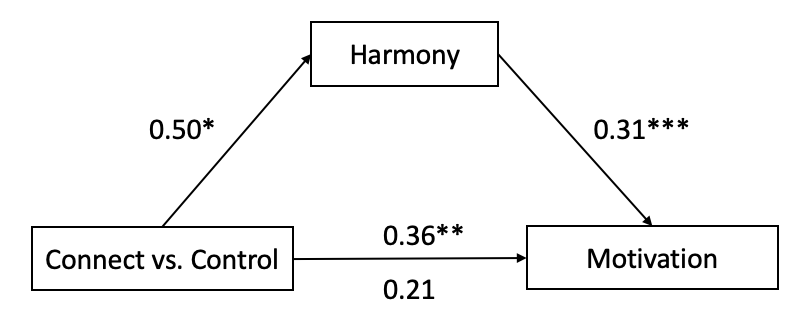 Harmony
0.50*
0.31***
0.36**
Connect vs. Control
Motivation
0.21